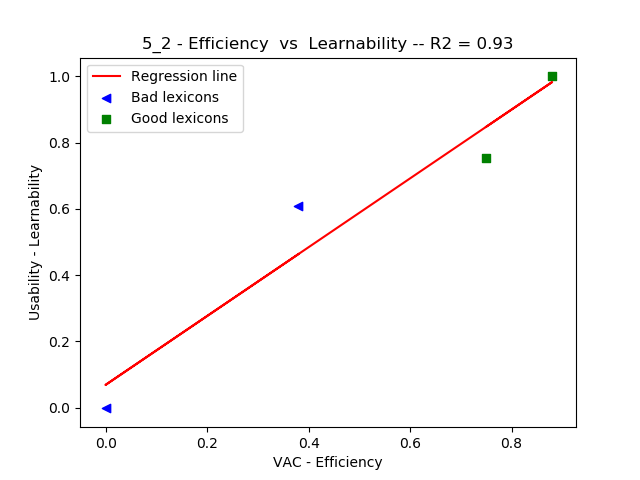 5_2 - Efficiency  vs  Learnability -- R2 = 0.93
Regression line
Bad lexicons
Good lexicons
Usability - Learnability
1.0
0.8
0.6
0.4
0.2
0.0
0.0 0.2 0.4 0.6 0.8
VAC - Efficiency